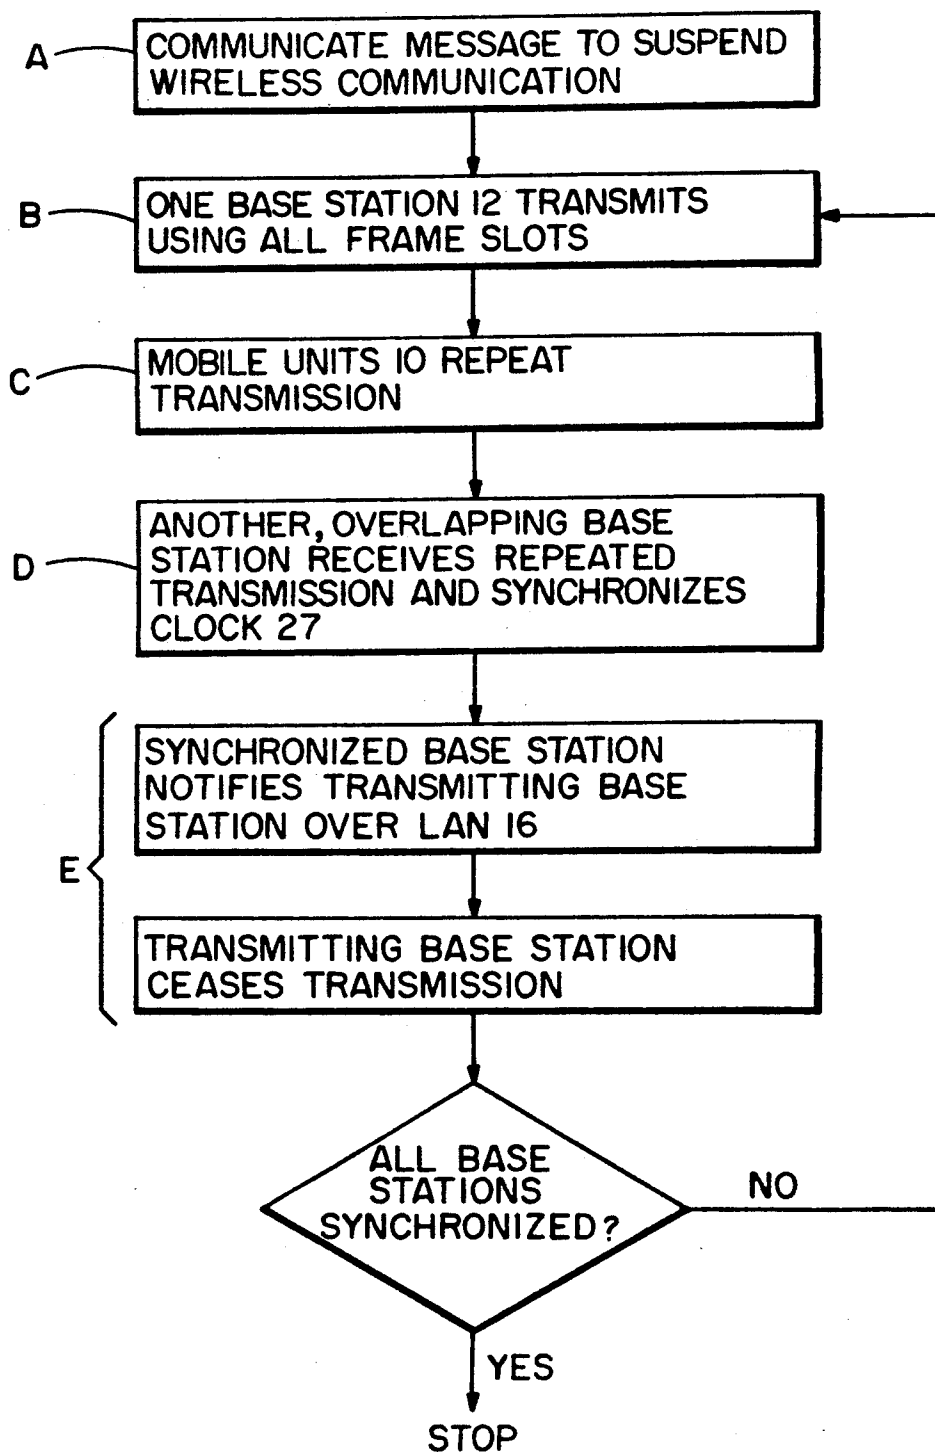 A
COMMUNICATE MESSAGE TO SUSPEND
WIRELESS COMMUNICATION
B
ONE BASE STATION 12 TRANSMITS
USING ALL FRAME SLOTS
C
MOBILE UNITS 10 REPEAT
TRANSMISSION
D
ANOTHER, OVERLAPPING BASE
STATION RECEIVES REPEATED
TRANSMISSION AND SYNCHRONIZES
CLOCK 27
E
SYNCHRONIZED BASE STATION
NOTIFIES TRANSMITTING BASE
STATION OVER LAN 16
TRANSMITTING BASE STATION
CEASES TRANSMISSION
ALL BASE
STATIONS
SYNCHRONIZED?
NO
YES
STOP